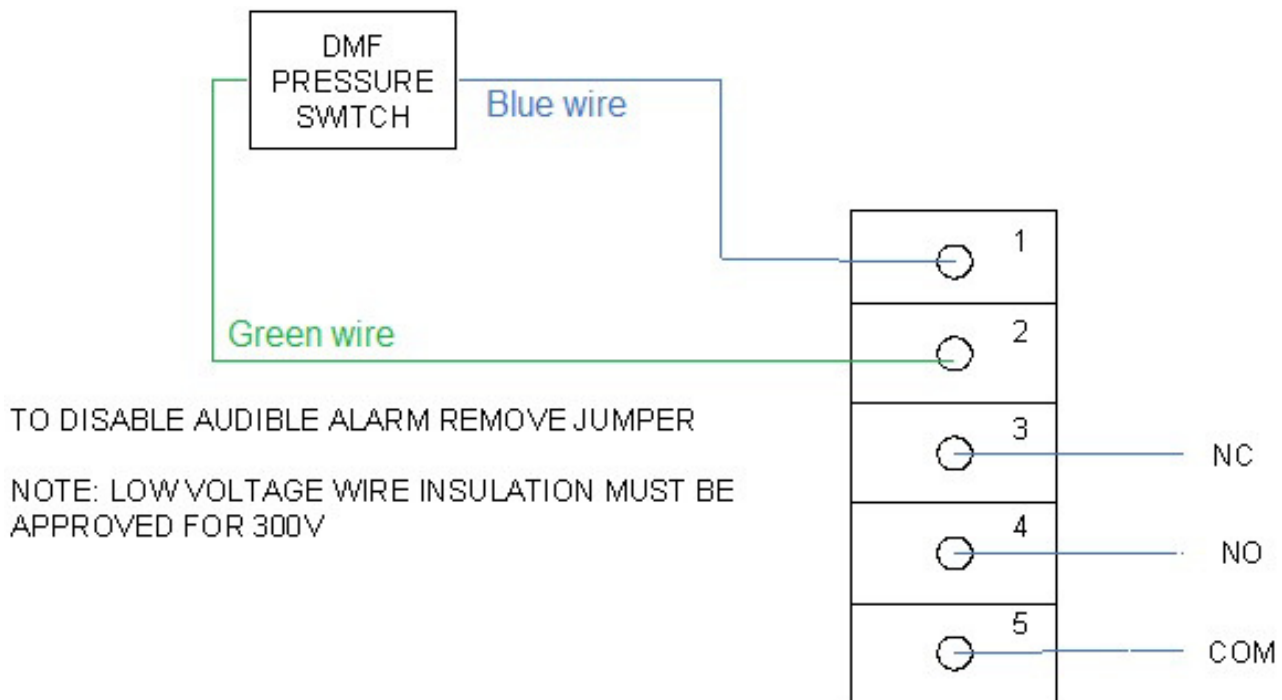 DMF
PRESSURE
SWITCH
Blue wire
1
Green wire
2
TO DISABLE AUDIBLE ALARM REMOVE JUMPER
3
NC
NOTE: LOW VOLTAGE WIRE INSULATION MUST BE
APPROVED FOR 300V
4
NO
5
COM